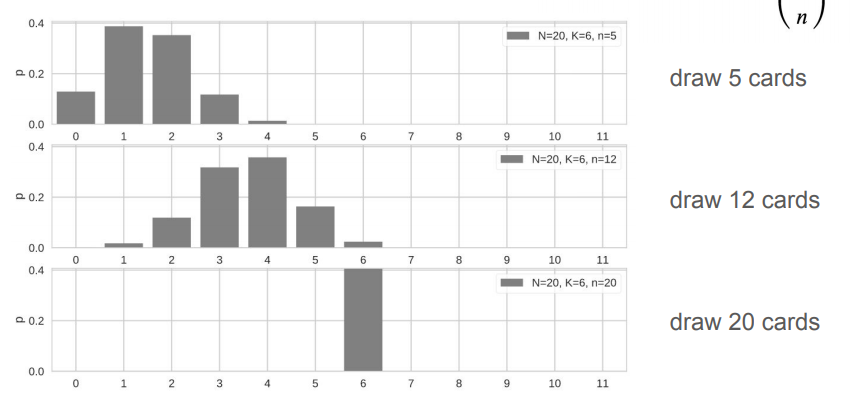 n
0.4
N=20, K=6, n=5
p
0.2
draw 5 cards
0.0
0 1 2 3 4 5 6 7 8 9 10 11
0.4
N=20, K=6, n=12
p
0.2
draw 12 cards
0.0
0 1 2 3 4 5 6 7 8 9 10 11
0.4
N=20, K=6, n=20
p
0.2
draw 20 cards
0.0
0 1 2 3 4 5 6 7 8 9 10 11